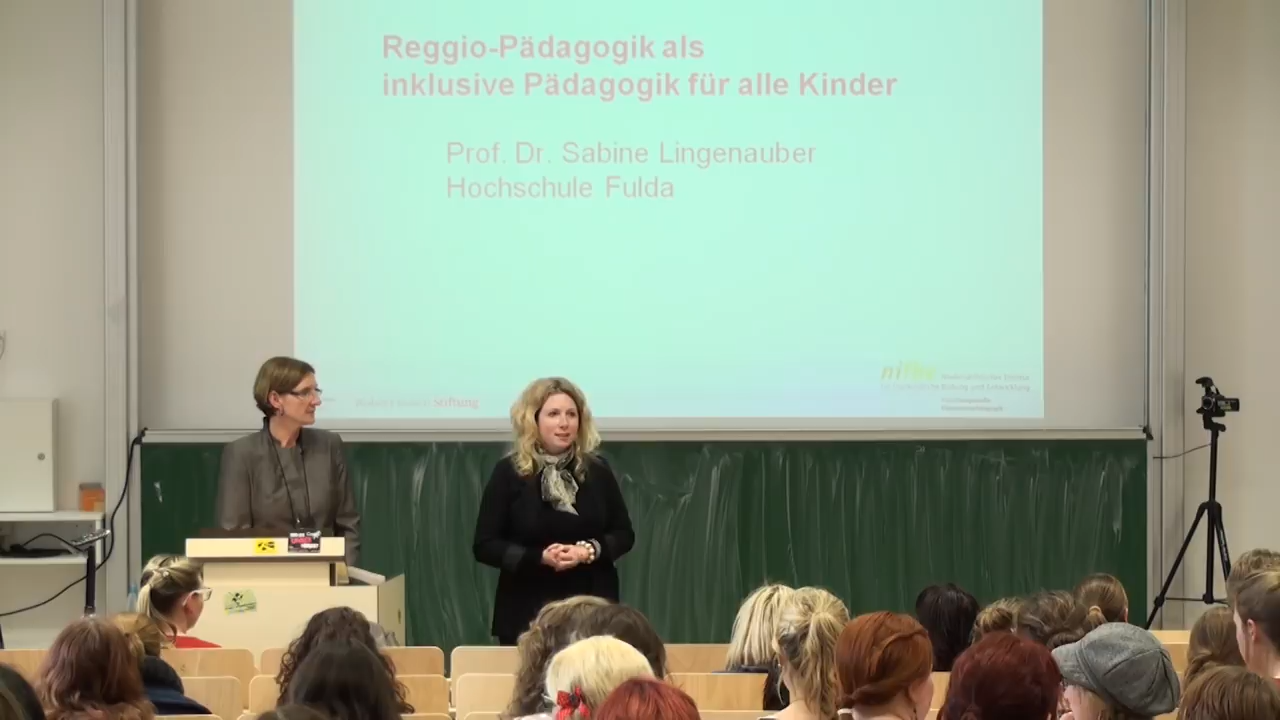 Reggio-Pädagogik als
inklusive Pädagogik für alle Kinder
Prof. Dr. Sabine Lingenauber
Hochschule Fulda
Stiftung